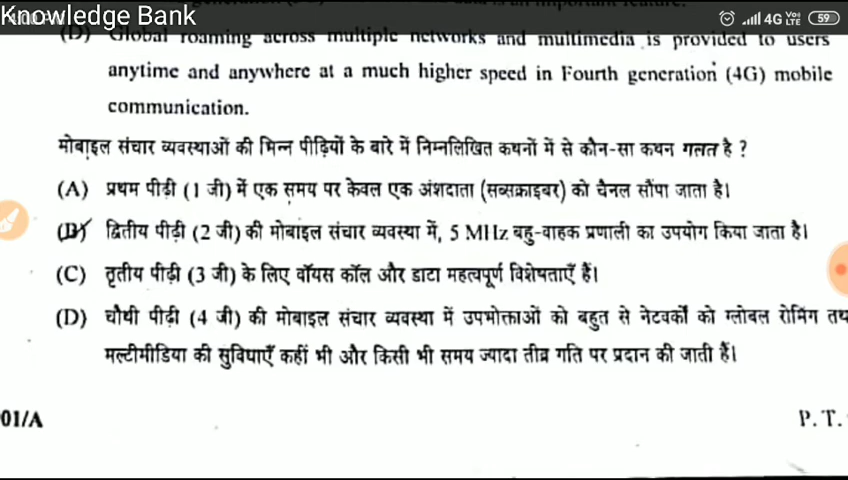 Knowledge Bank
4G LTE 59
(D) Global roaming across multiple networks and multimedia is provided to users
anytime and anywhere at a much higher speed in Fourth generation (4G) mobile
communication.
मोबाइल संचार व्यवस्थाओं की भिन्न पीढ़ियों के बारे में निम्नलिखित कथनों में से कौन-सा कथन गलत है ?
(A) प्रथम पीढ़ी (1 जी) में एक समय पर केवल एक अंशदाता (सब्सक्राइबर) को चैनल सौंपा जाता है।
(B) द्वितीय पीढ़ी (2 जी) की मोबाइल संचार व्यवस्था में, 5 MHz बहु-वाहक प्रणाली का उपयोग किया जाता है।
(C) तृतीय पीढ़ी (3 जी) के लिए वॉयस कॉल और डाटा महत्वपूर्ण विशेषताएँ हैं।
(D) चौथी पीढ़ी (4 जी) की मोबाइल संचार व्यवस्था में उपभोक्ताओं को बहुत से नेटवर्कों को ग्लोबल रोमिंग
मल्टीमीडिया की सुविधाएँ कहीं भी और किसी भी समय ज्यादा तीव्र गति पर प्रदान की जाती हैं।
01/A P. T.